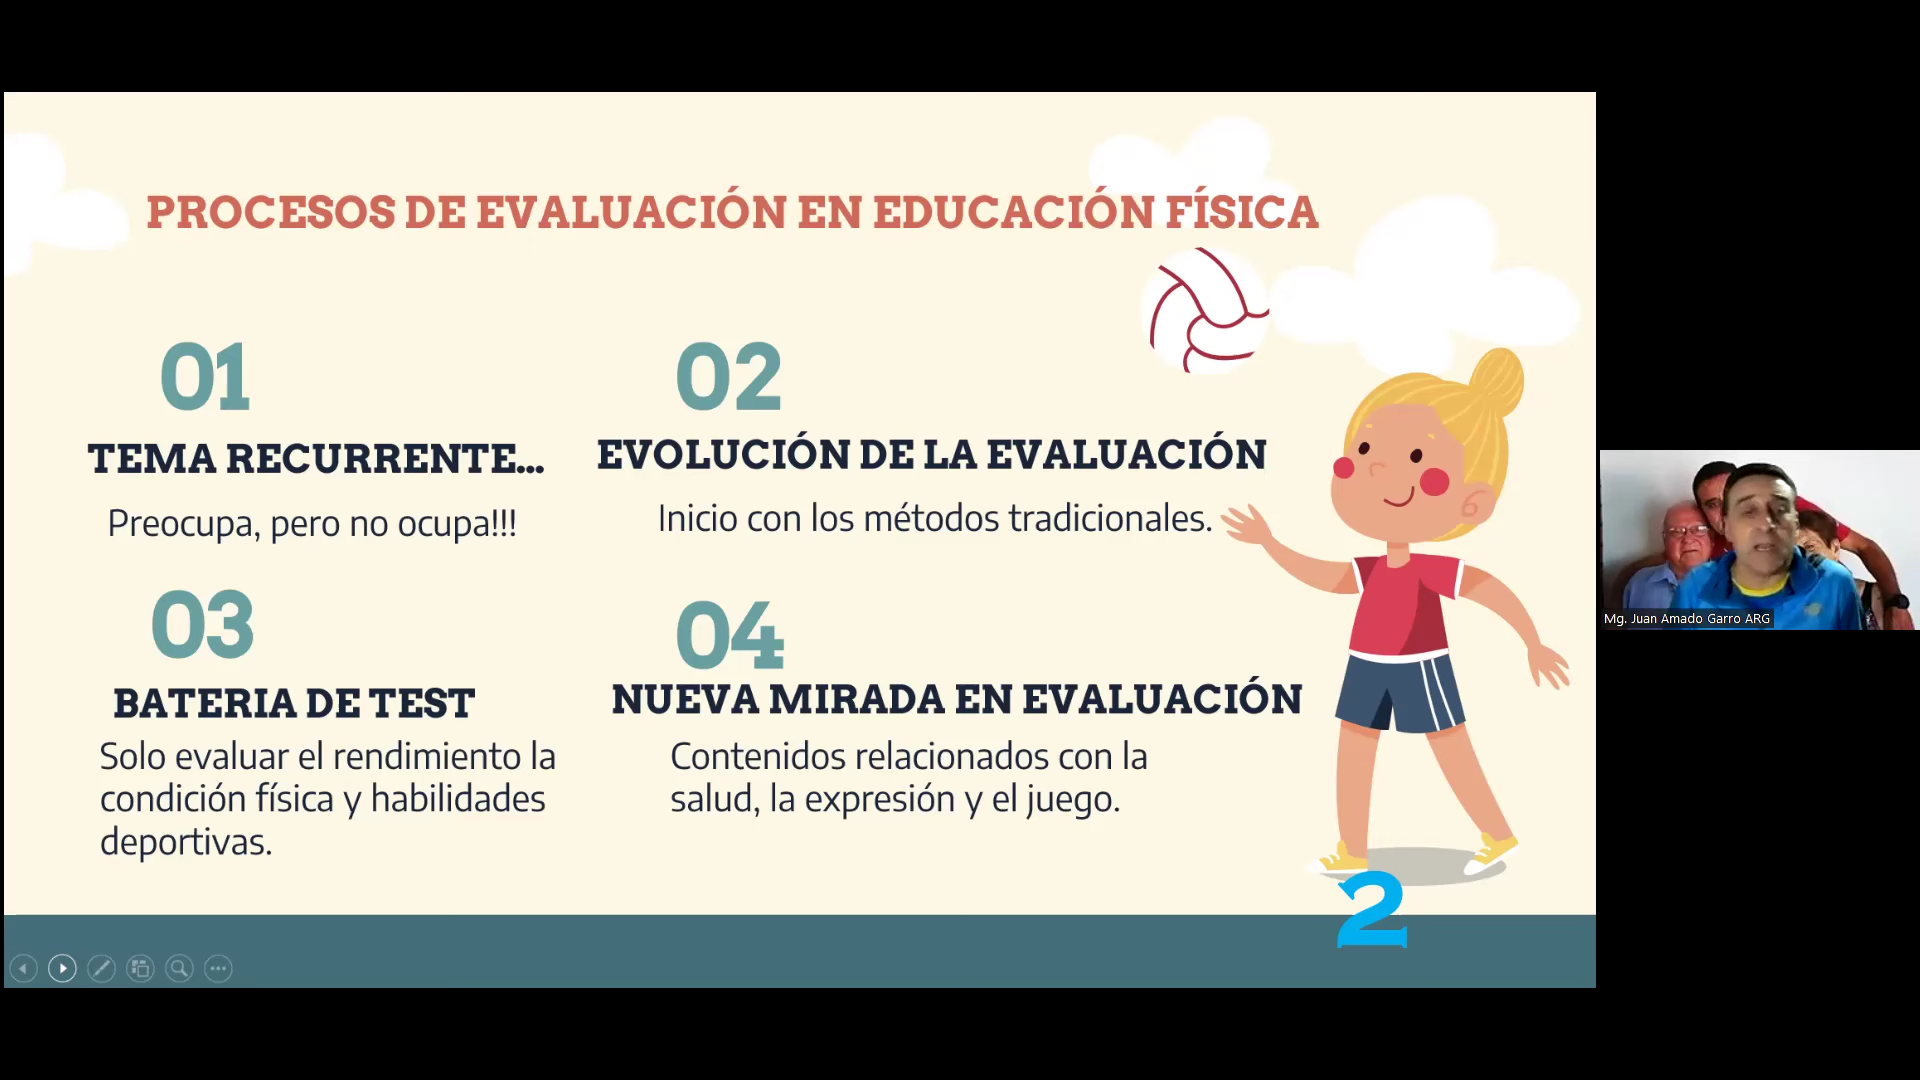 PROCESOS DE EVALUACIÓN EN EDUCACIÓN FÍSICA
01
TEMA RECURRENTE...
Preocupa, pero no ocupa!!!
02
EVOLUCIÓN DE LA EVALUACIÓN
Inicio con los métodos tradicionales.
03
BATERIA DE TEST
Solo evaluar el rendimiento la
condición física y habilidades
deportivas.
04
NUEVA MIRADA EN EVALUACIÓN
Contenidos relacionados con la
salud, la expresión y el juego.
2
Mg. Juan Amado Garro ARG